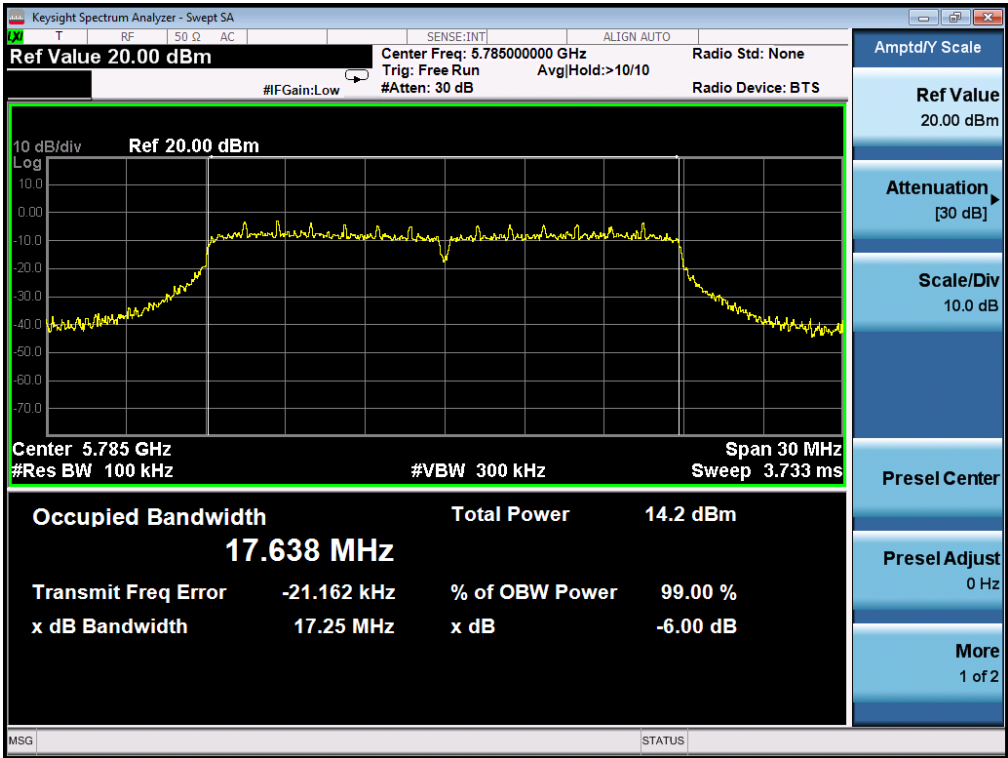 Keysight Spectrum Analyzer - Swept SA
LXI T RF 50 Ω AC SENSE:INT ALIGN AUTO
Ref Value 20.00 dBm
Center Freq: 5.785000000 GHz Radio Std: None
Trig: Free Run Avg|Hold:>10/10
#IFGain:Low #Atten: 30 dB Radio Device: BTS
10 dB/div Ref 20.00 dBm
Log
10.0
0.00
-10.0
-20.0
-30.0
-40.0
-50.0
-60.0
-70.0
Center 5.785 GHz Span 30 MHz
#Res BW 100 kHz #VBW 300 kHz Sweep 3.733 ms
Occupied Bandwidth Total Power 14.2 dBm
17.638 MHz
Transmit Freq Error -21.162 kHz % of OBW Power 99.00 %
x dB Bandwidth 17.25 MHz x dB -6.00 dB
Amptd/Y Scale
Ref Value
20.00 dBm
Attenuation
[30 dB]
Scale/Div
10.0 dB
Presel Center
Presel Adjust
0 Hz
More
1 of 2
MSG STATUS